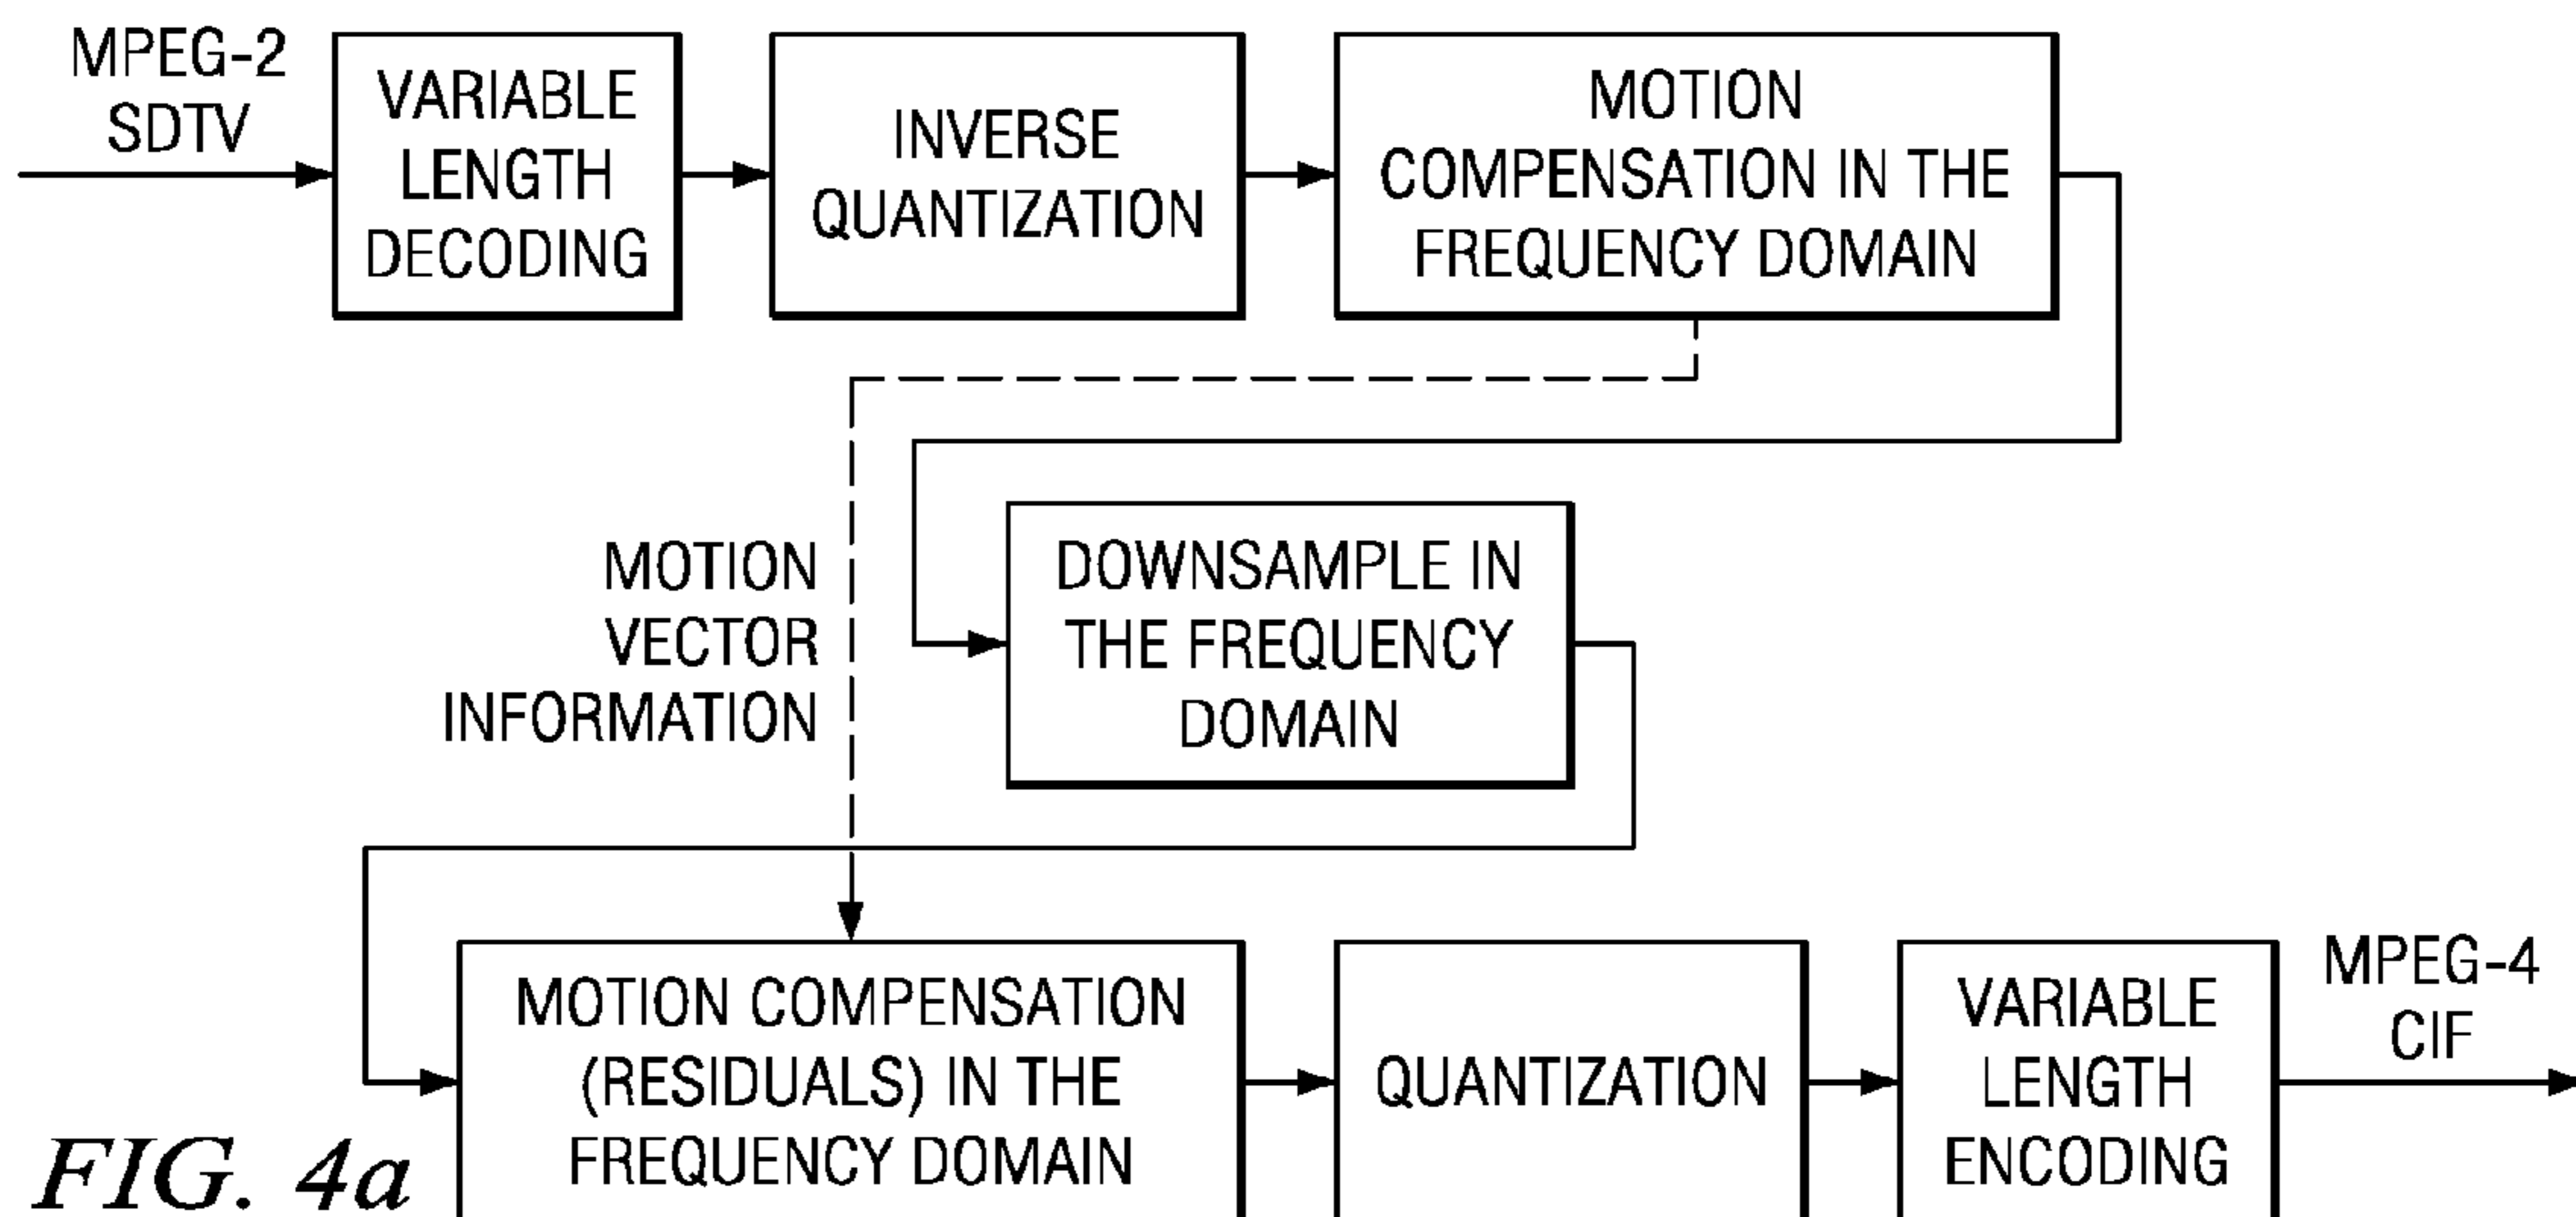 MPEG-2
SDTV
VARIABLE
LENGTH
DECODING
INVERSE
QUANTIZATION
MOTION
COMPENSATION IN THE
FREQUENCY DOMAIN
MOTION
VECTOR
INFORMATION
DOWNSAMPLE IN
THE FREQUENCY
DOMAIN
MOTION COMPENSATION
(RESIDUALS) IN THE
FREQUENCY DOMAIN
QUANTIZATION
VARIABLE
LENGTH
ENCODING
MPEG-4
CIF
FIG. 4a